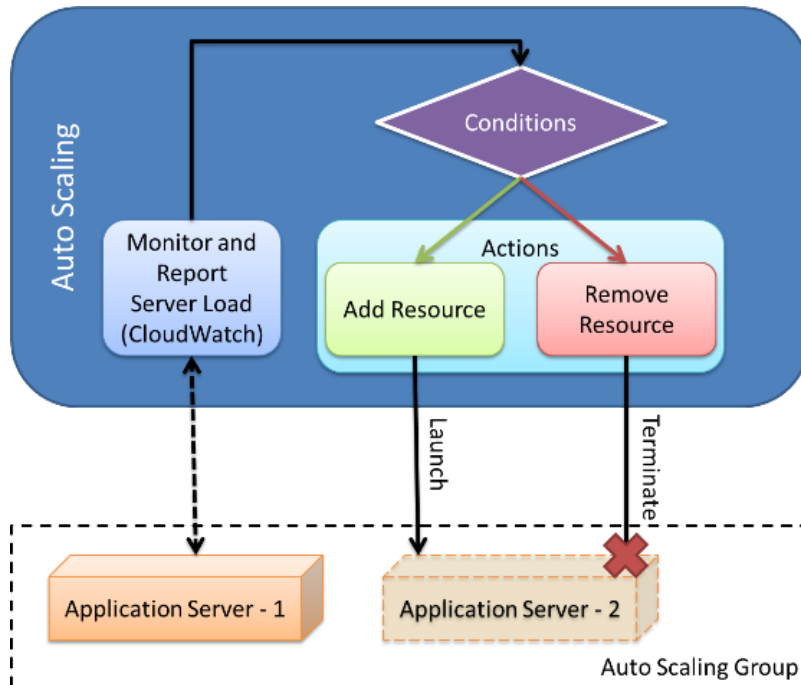 Auto Scaling
Conditions
Monitor and
Report
Server Load
(CloudWatch)
Actions
Add Resource
Remove
Resource
Launch
Terminate
Application Server - 1
Application Server - 2
Auto Scaling Group